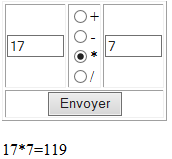 +
-
17 * 7
/
Envoyer
17*7=119